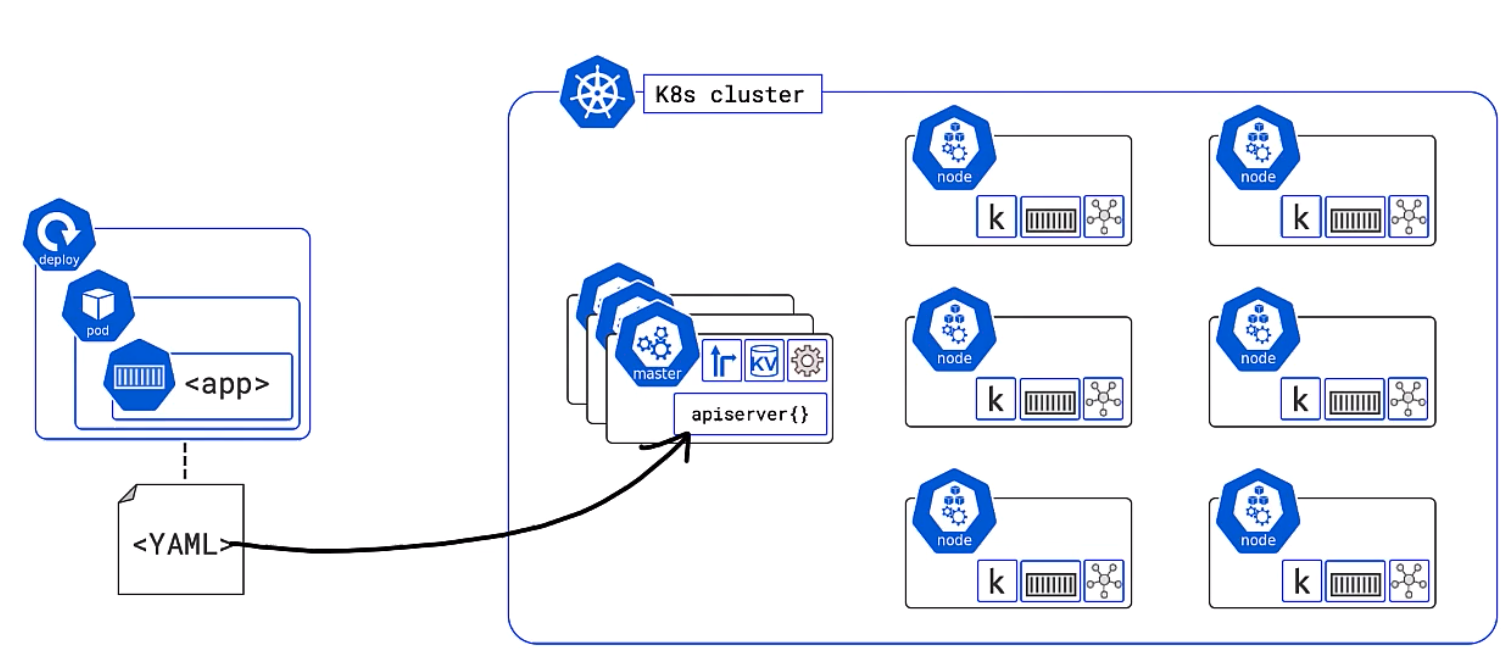 K8s cluster
node
node
k
k
deploy
pod
<app>
master
KV
apiserver{}
node
node
k
k
<YAML>
node
node
k
k